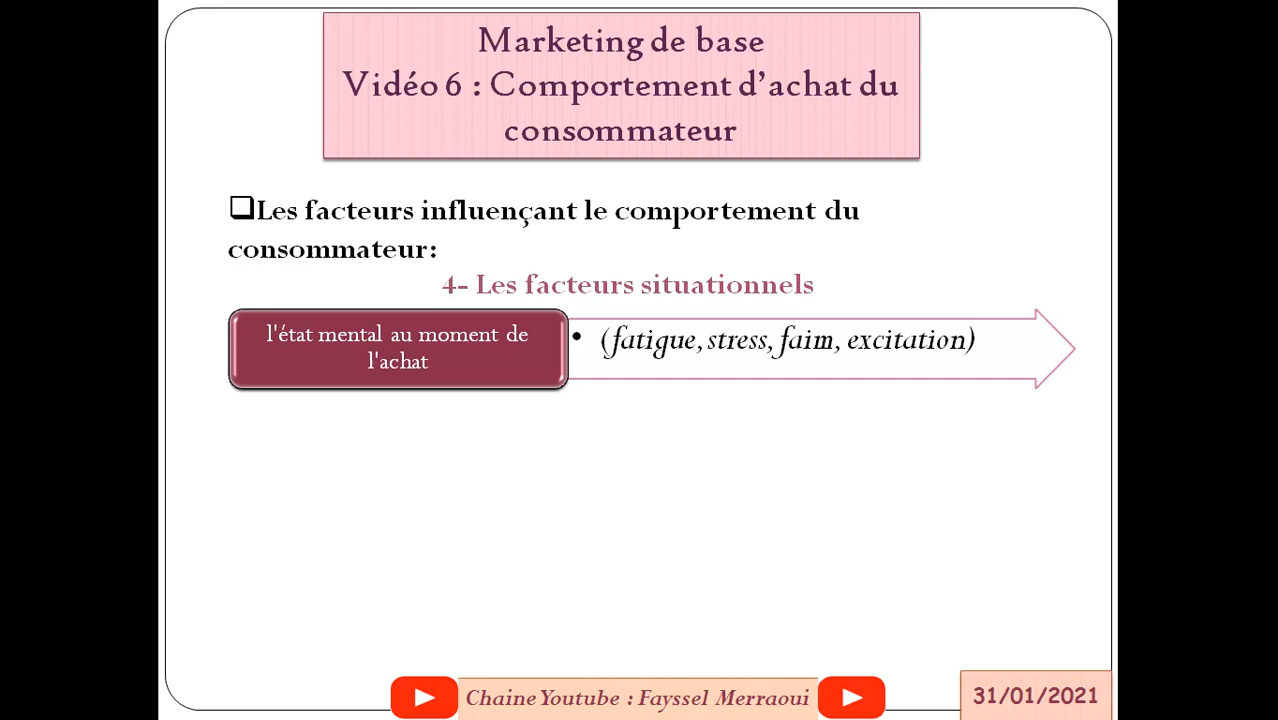 Marketing de base
Vidéo 6 : Comportement d'achat du
consommateur
❑Les facteurs influençant le comportement du
consommateur:
4- Les facteurs situationnels
l'état mental au moment de
l'achat
• (fatigue, stress, faim, excitation)
Chaine Youtube : Fayssel Merraoui
31/01/2021